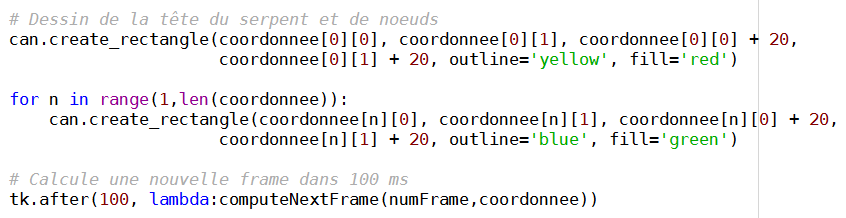 # Dessin de la tête du serpent et de noeuds
can.create_rectangle(coordonnee[0][0], coordonnee[0][1], coordonnee[0][0] + 20,
                     coordonnee[0][1] + 20, outline='yellow', fill='red')

for n in range(1,len(coordonnee)):
    can.create_rectangle(coordonnee[n][0], coordonnee[n][1], coordonnee[n][0] + 20,
                     coordonnee[n][1] + 20, outline='blue', fill='green')

# Calcule une nouvelle frame dans 100 ms
tk.after(100, lambda:computeNextFrame(numFrame,coordonnee))